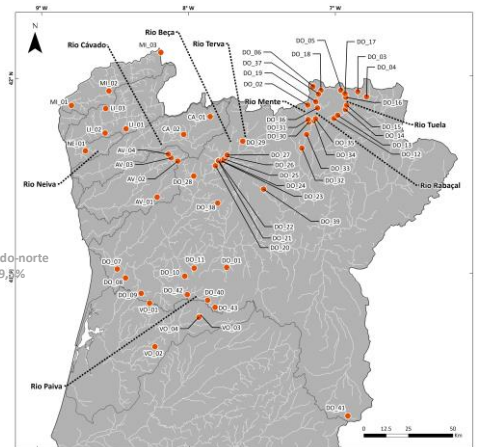 9° W
8° W
7° W
N
42° N
Rio Cávado
Rio Beça
Rio Terva
Rio Mente
Rio Tuela
Rio Rabaçal
Rio Neiva
Rio Paiva
MI_03
MI_02
MI_01
LI_03
LI_02
LI_01
NE_01
CA_01
CA_02
AV_04
AV_03
AV_02
AV_01
DO_28
DO_38
DO_29
DO_27
DO_26
DO_25
DO_24
DO_23
DO_22
DO_21
DO_20
DO_39
DO_06
DO_37
DO_19
DO_02
DO_05
DO_18
DO_17
DO_03
DO_04
DO_16
DO_15
DO_14
DO_13
DO_12
DO_36
DO_31
DO_30
DO_35
DO_34
DO_33
DO_32
do-norte
DO_07
DO_08
DO_09
DO_11
DO_10
DO_01
DO_42
DO_40
DO_43
VO_01
VO_04
VO_03
VO_02
DO_41
0 12,5 25 50
Km